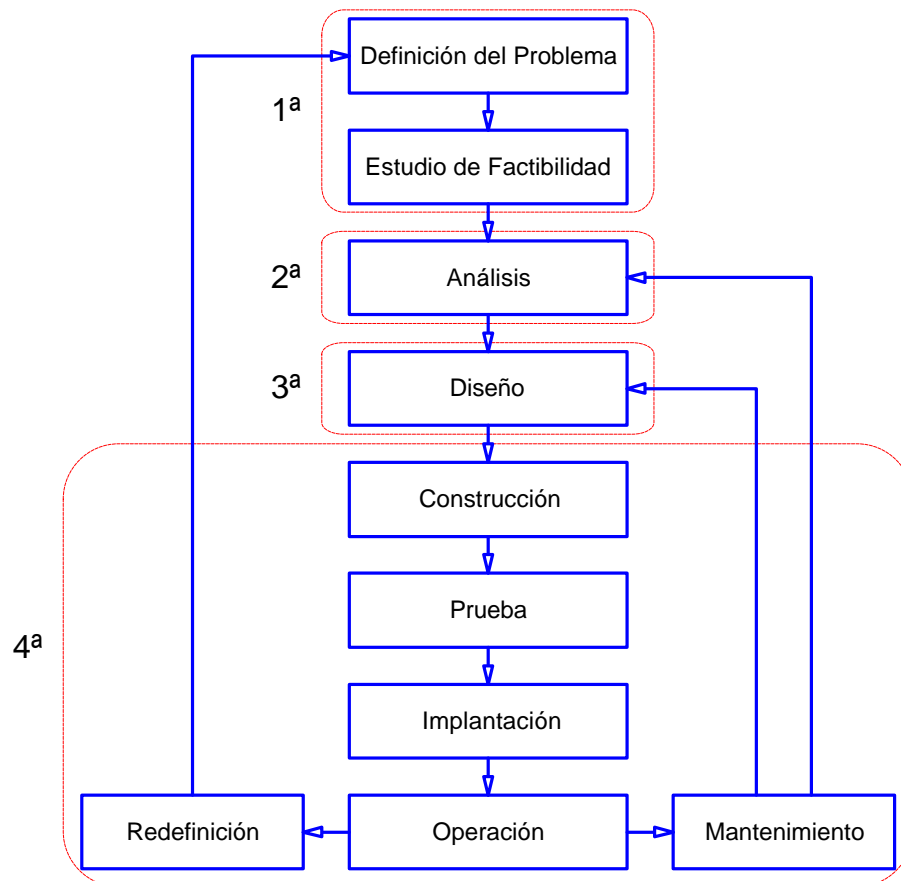 Definición del Problema
1ª
Estudio de Factibilidad
2ª
Análisis
3ª
Diseño
Construcción
Prueba
4ª
Implantación
Redefinición
Operación
Mantenimiento